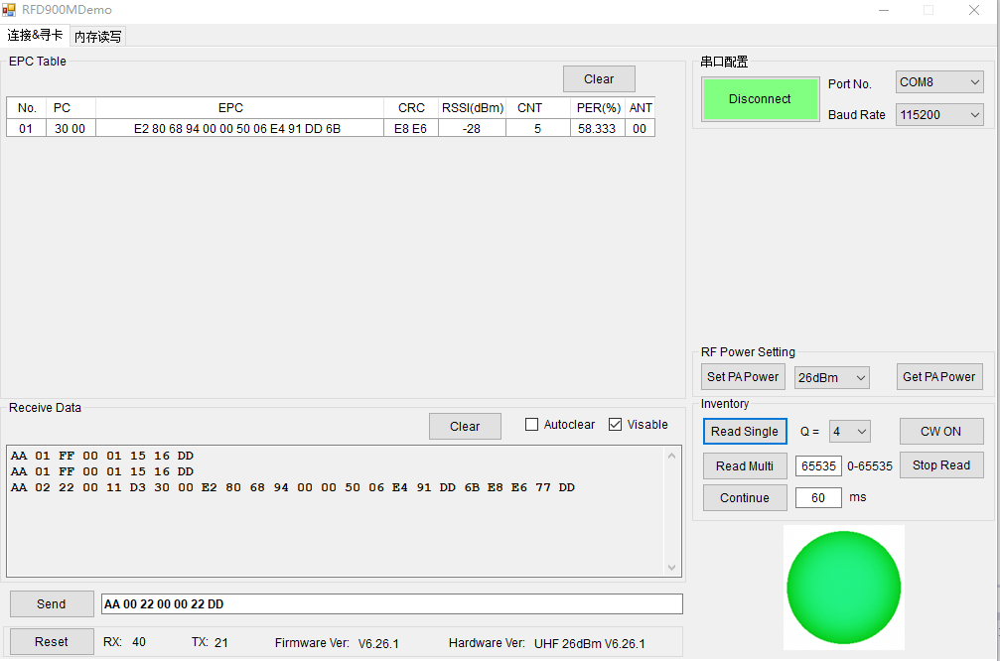 RFD900MDemo
连接&寻卡 内存读写
EPC Table
Clear
No. PC EPC CRC RSSI(dBm) CNT PER(%) ANT
01 30 00 E2 80 68 94 00 00 50 06 E4 91 DD 6B E8 E6 -28 5 58.333 00
串口配置
Disconnect
Port No. COM8
Baud Rate 115200
RF Power Setting
Set PA Power 26dBm Get PA Power
Receive Data
Clear Autoclear Visable
AA 01 FF 00 01 15 16 DD
AA 01 FF 00 01 15 16 DD
AA 02 22 00 11 D3 30 00 E2 80 68 94 00 00 50 06 E4 91 DD 6B E8 E6 77 DD
Inventory
Read Single Q = 4 CW ON
Read Multi 65535 0-65535 Stop Read
Continue 60 ms
Send AA 00 22 00 00 22 DD
Reset RX: 40 TX: 21 Firmware Ver: V6.26.1 Hardware Ver: UHF 26dBm V6.26.1